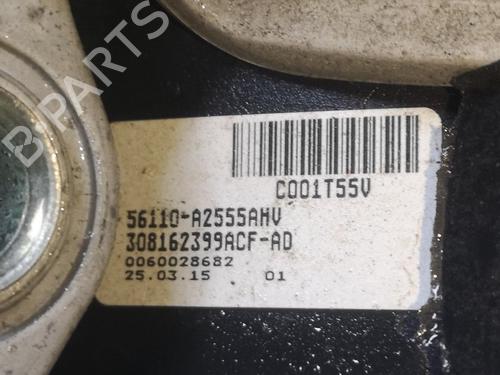 B PARTS
C001T55V
56110-A2555AHV
308162399ACF-AD
0060028682
25.03.15 01